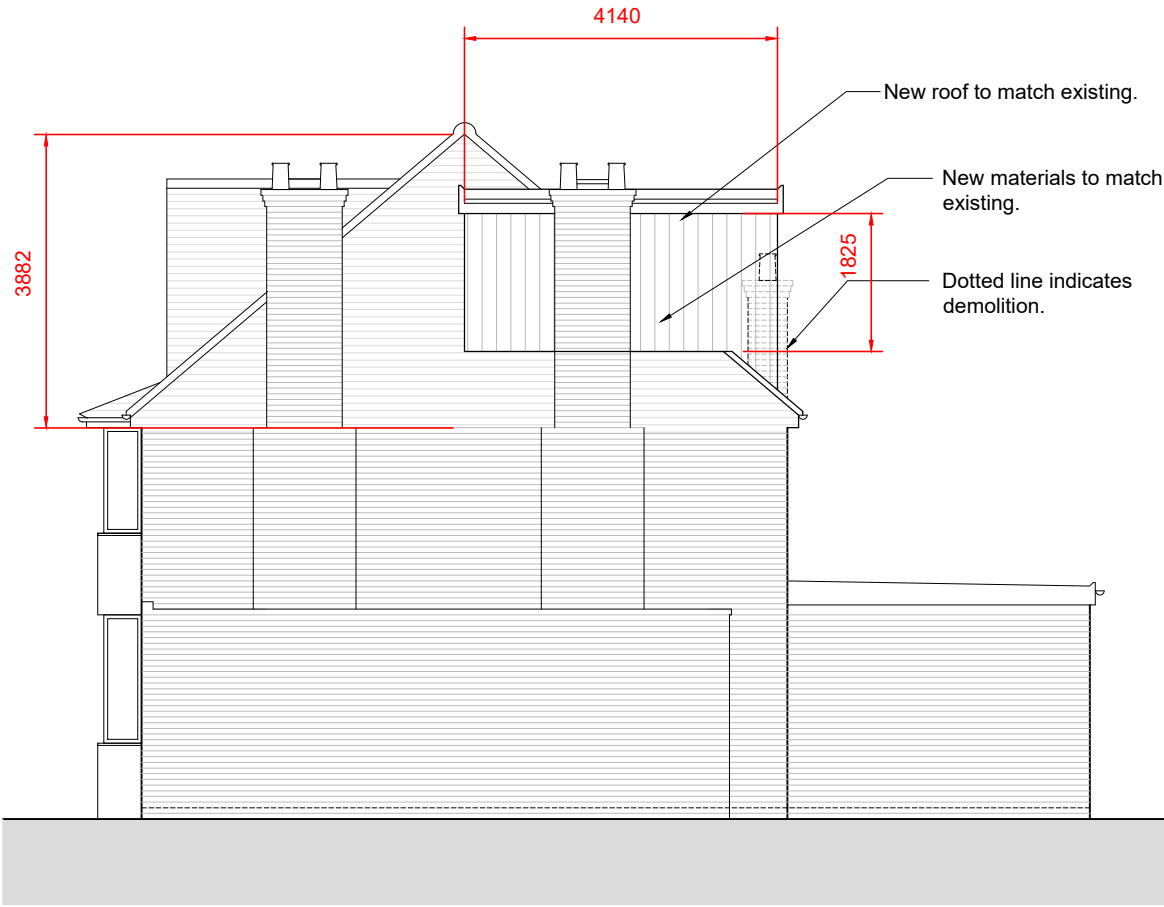 4140
New roof to match existing.
New materials to match
existing.
3882
1825
Dotted line indicates
demolition.